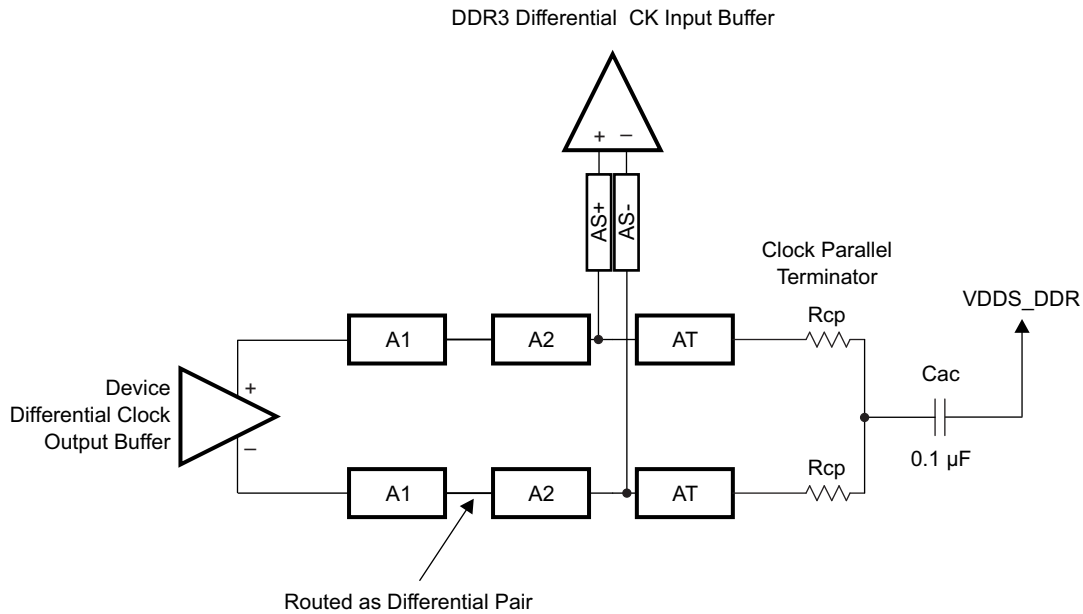 DDR3 Differential CK Input Buffer
+ –
AS+
AS-
Clock Parallel
Terminator
Rcp
VDDS_DDR
A1
A2
AT
Device
Differential Clock
Output Buffer
+
–
Cac
0.1 µF
Rcp
A1
A2
AT
Routed as Differential Pair